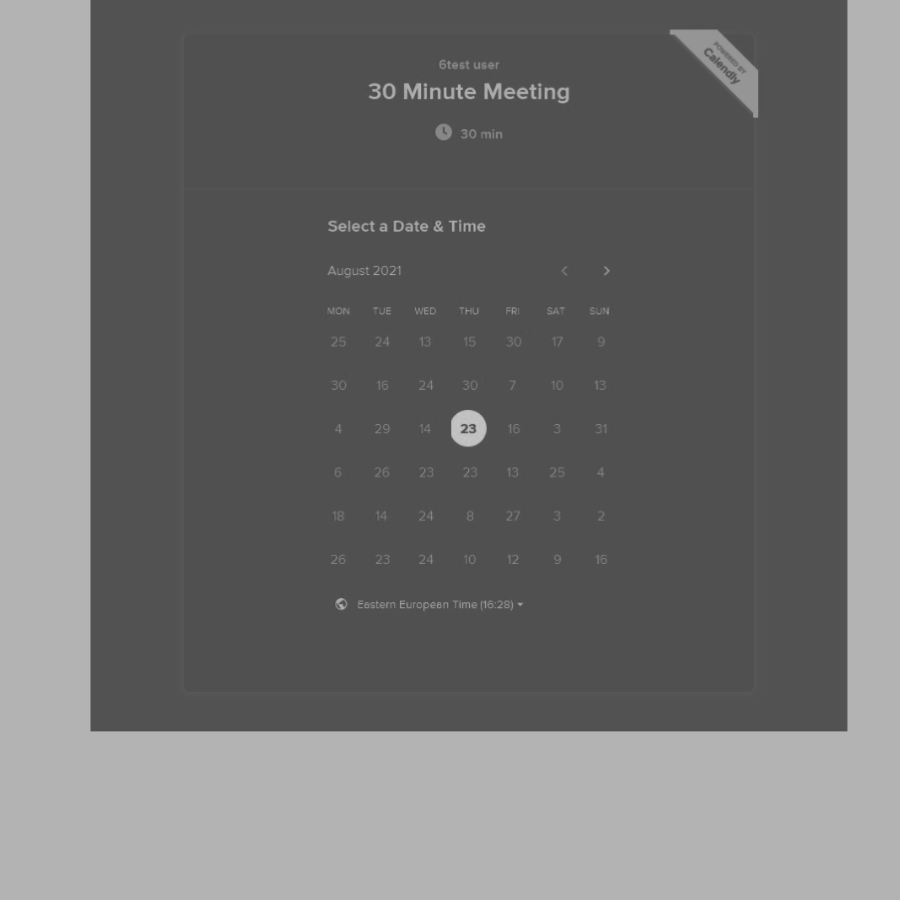 POWERED BY
Calendly
6test user
30 Minute Meeting
30 min
Select a Date & Time
August 2021
MON TUE WED THU FRI SAT SUN
25 24 13 15 30 17 9
30 16 24 30 7 10 13
4 29 14 23 16 3 31
6 26 23 23 13 25 4
18 14 24 8 27 3 2
26 23 24 10 12 9 16
Eastern European Time (16:28)